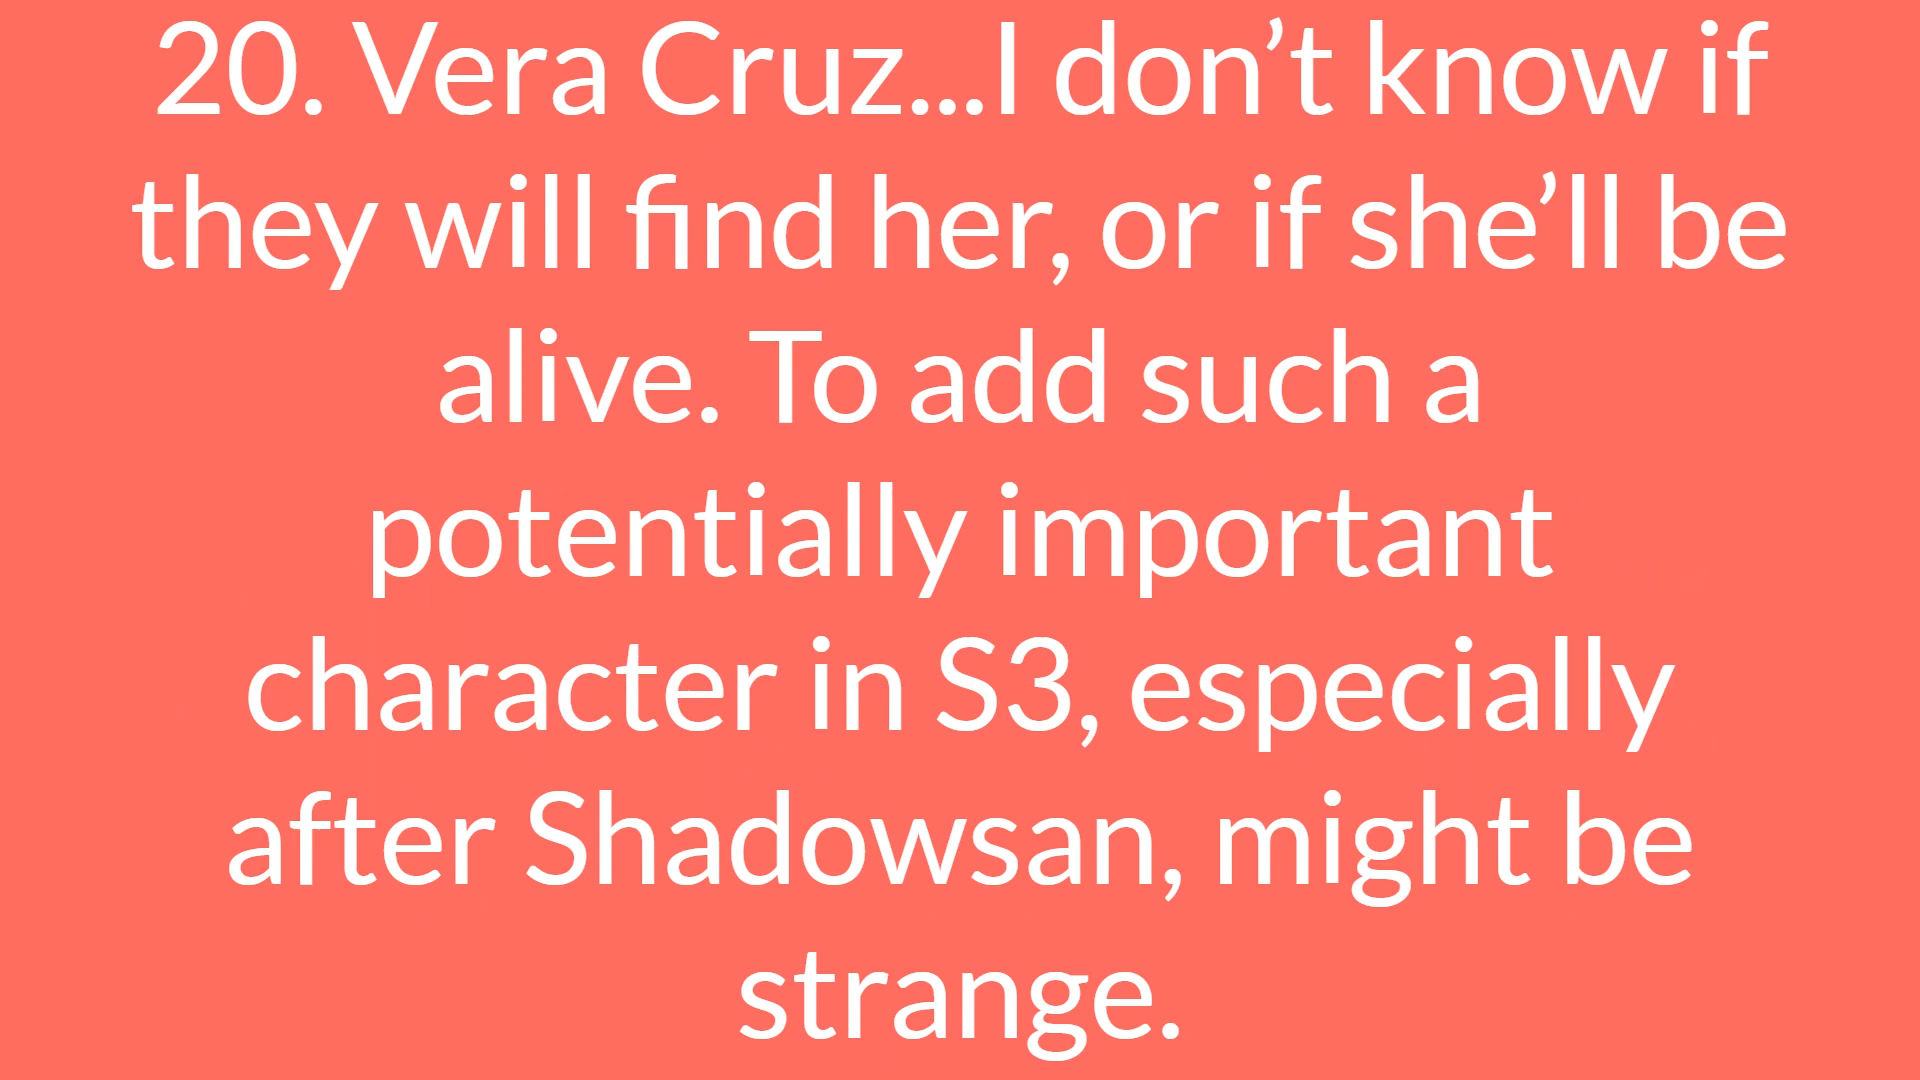 20. Vera Cruz...I don’t know if
they will find her, or if she’ll be
alive. To add such a
potentially important
character in S3, especially
after Shadowsan, might be
strange.